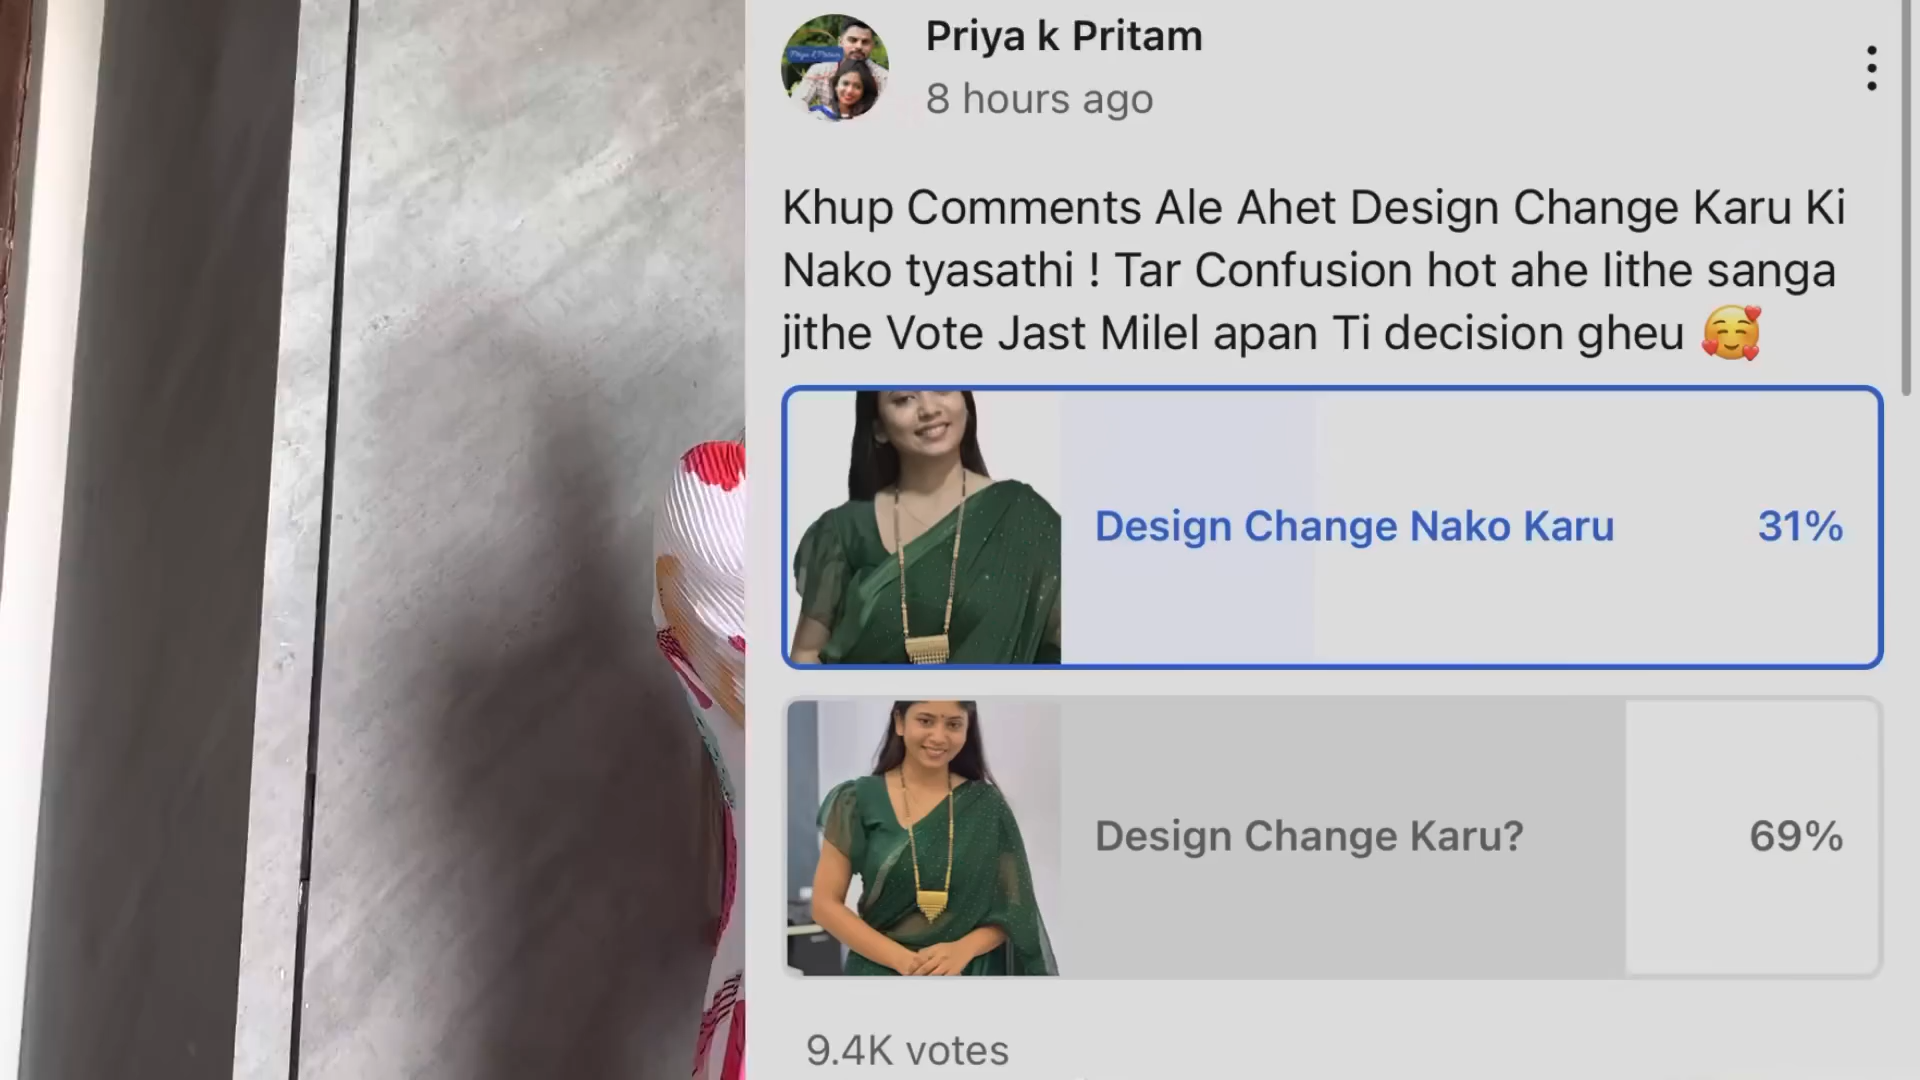 Priya k Pritam
8 hours ago
Khup Comments Ale Ahet Design Change Karu Ki
Nako tyasathi ! Tar Confusion hot ahe Iithe sanga
jithe Vote Jast Milel apan Ti decision gheu 🥰
Design Change Nako Karu 31%
Design Change Karu? 69%
9.4K votes